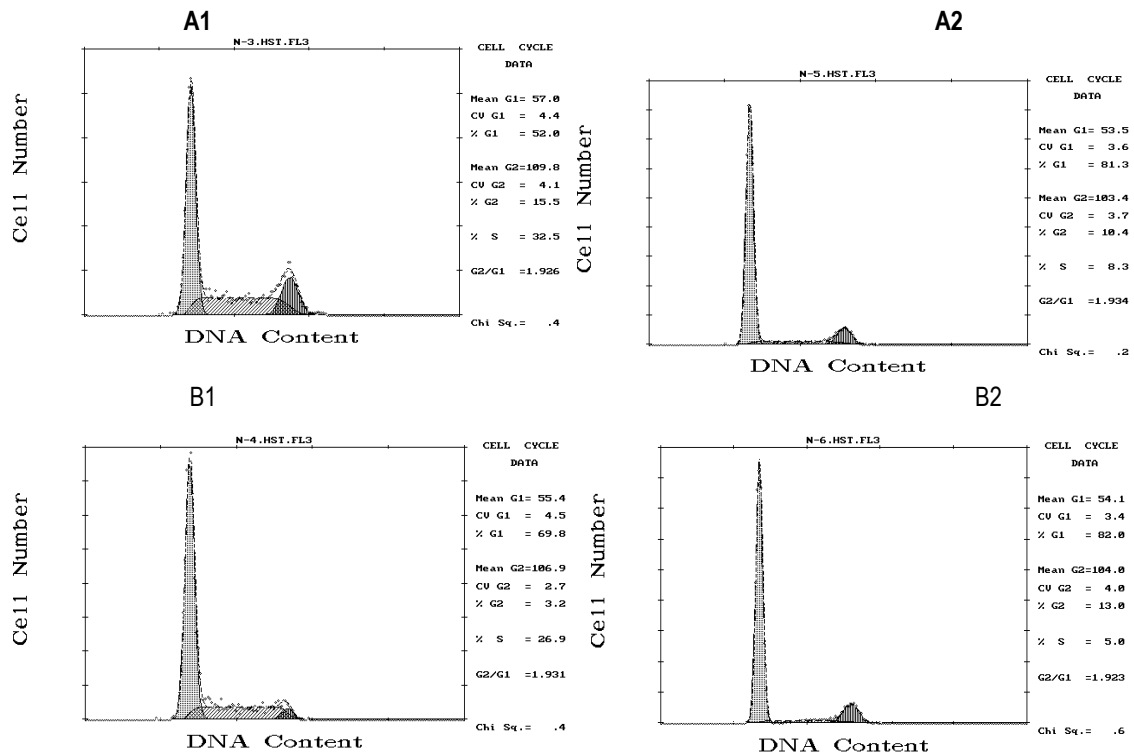 A1
N-3.HST.FL3
CELL CYCLE
DATA
Mean G1= 57.0
CV G1 = 4.4
% G1 = 52.0
Mean G2=109.8
CV G2 = 4.1
% G2 = 15.5
% S = 32.5
G2/G1 =1.926
Chi Sq.= .4
Cell Number
DNA Content
A2
N-5.HST.FL3
CELL CYCLE
DATA
Mean G1= 53.5
CV G1 = 3.6
% G1 = 81.3
Mean G2=103.4
CV G2 = 3.7
% G2 = 10.4
% S = 8.3
G2/G1 =1.934
Chi Sq.= .2
Cell Number
DNA Content
B1
N-4.HST.FL3
CELL CYCLE
DATA
Mean G1= 55.4
CV G1 = 4.5
% G1 = 69.8
Mean G2=106.9
CV G2 = 2.7
% G2 = 3.2
% S = 26.9
G2/G1 =1.931
Chi Sq.= .4
Cell Number
DNA Content
B2
N-6.HST.FL3
CELL CYCLE
DATA
Mean G1= 54.1
CV G1 = 3.4
% G1 = 82.0
Mean G2=104.0
CV G2 = 4.0
% G2 = 13.0
% S = 5.0
G2/G1 =1.923
Chi Sq.= .6
Cell Number
DNA Content